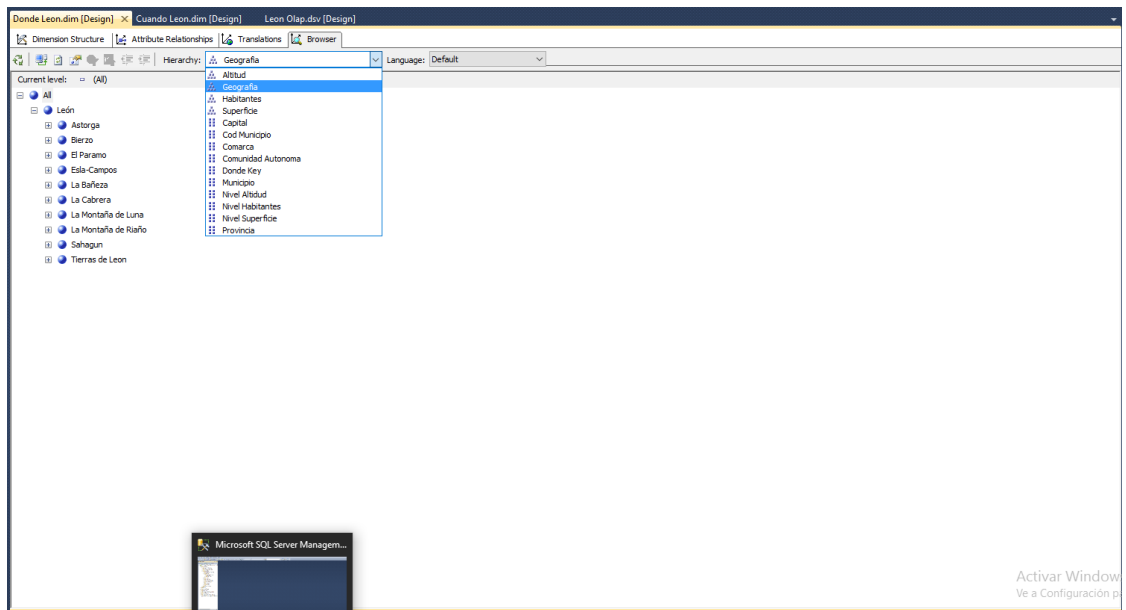 Donde Leon.dim [Design] Cuando Leon.dim [Design] Leon Olap.dsv [Design]
Dimension Structure Attribute Relationships Translations Browser
Hierarchy: Geografia Language: Default
Current level: (All)
All
León
Astorga
Bierzo
El Paramo
Esla-Campos
La Bañeza
La Cabrera
La Montaña de Luna
La Montaña de Riaño
Sahagun
Tierras de Leon
Altitud
Geografia
Habitantes
Superficie
Capital
Cod Municipio
Comarca
Comunidad Autonoma
Donde Key
Municipio
Nivel Altidud
Nivel Habitantes
Nivel Superficie
Provincia
Microsoft SQL Server Managem...
Activar Window
Ve a Configuración p